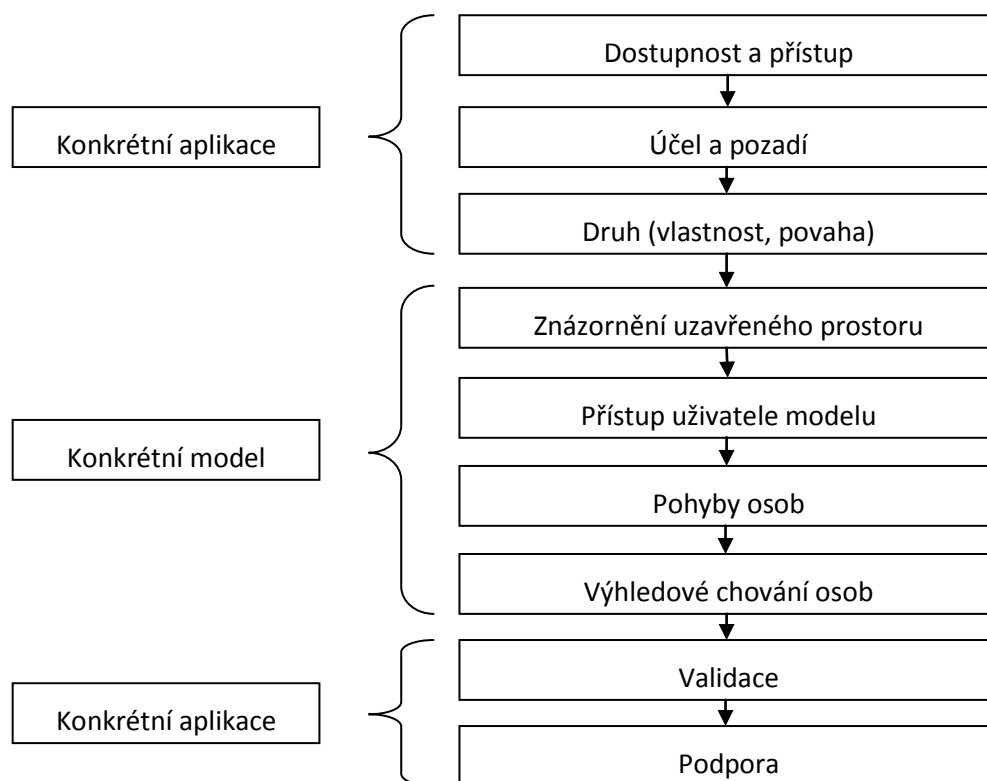 Dostupnost a přístup
Konkrétní aplikace
Účel a pozadí
Druh (vlastnost, povaha)
Znázornění uzavřeného prostoru
Přístup uživatele modelu
Konkrétní model
Pohyby osob
Výhledové chování osob
Validace
Konkrétní aplikace
Podpora